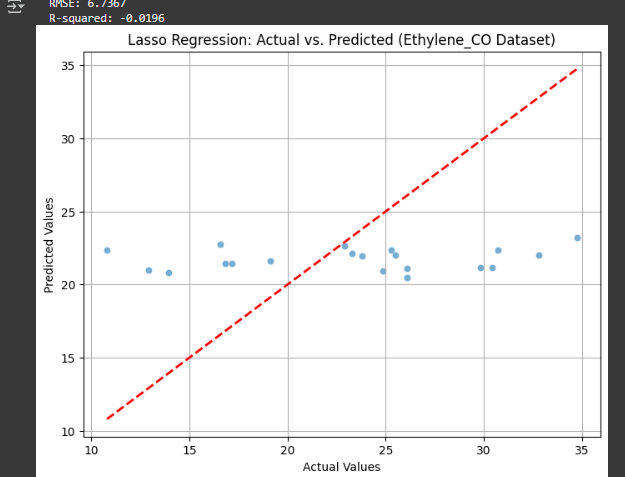 RMSE: 6.7367
R-squared: -0.0196
Lasso Regression: Actual vs. Predicted (Ethylene_CO Dataset)
35
30
25
20
15
10
Predicted Values
10 15 20 25 30 35
Actual Values